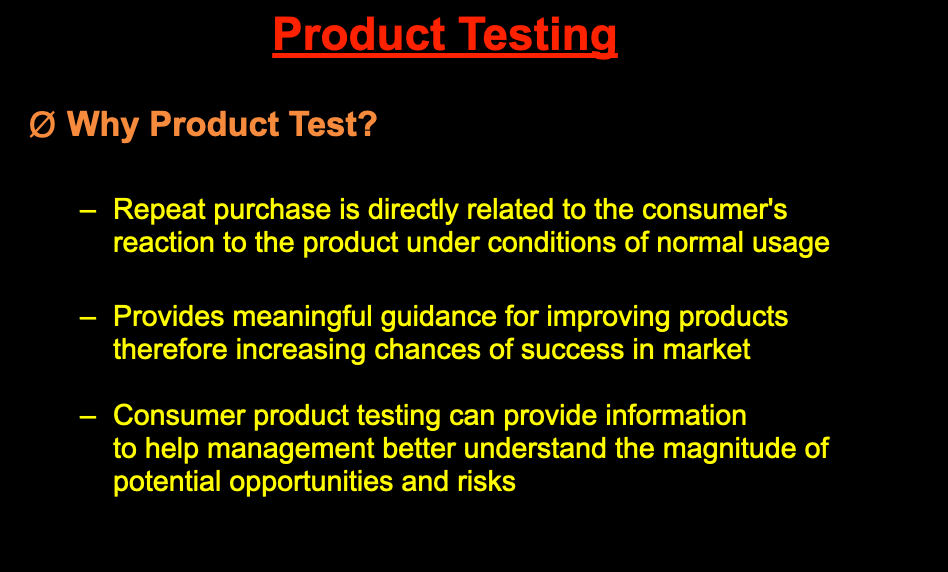 Product Testing
Ø Why Product Test?
– Repeat purchase is directly related to the consumer's
reaction to the product under conditions of normal usage
– Provides meaningful guidance for improving products
therefore increasing chances of success in market
– Consumer product testing can provide information
to help management better understand the magnitude of
potential opportunities and risks